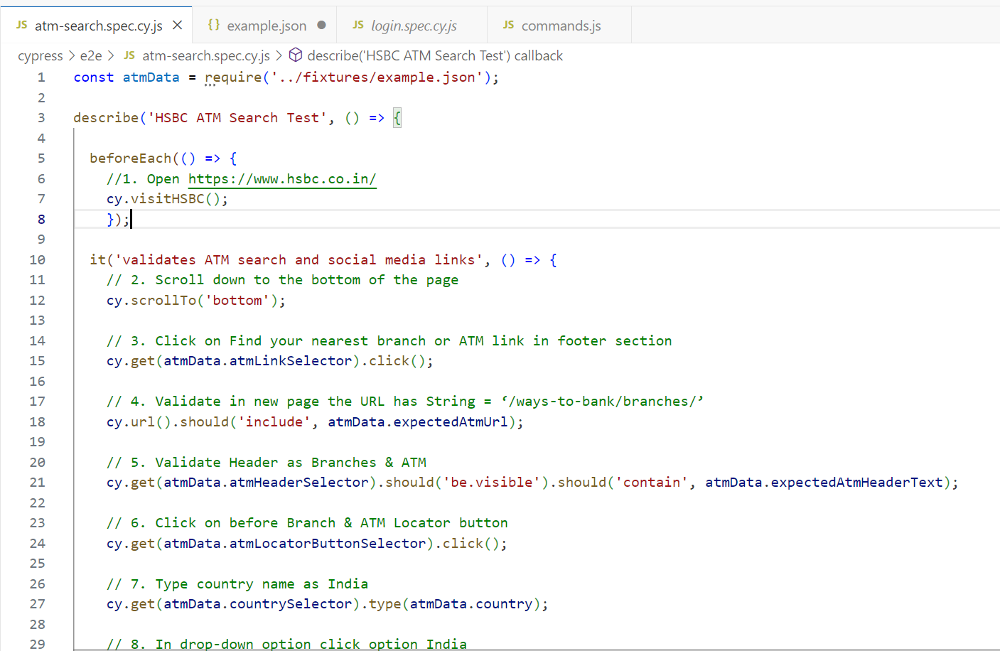 JS atm-search.spec.cy.js × {} example.json ● JS login.spec.cy.js JS commands.js
cypress > e2e > JS atm-search.spec.cy.js > describe('HSBC ATM Search Test') callback
1 const atmData = require('../fixtures/example.json');
2
3 describe('HSBC ATM Search Test', () => {
4
5 beforeEach(() => {
6 //1. Open https://www.hsbc.co.in/
7 cy.visitHSBC();
8 });
9
10 it('validates ATM search and social media links', () => {
11 // 2. Scroll down to the bottom of the page
12 cy.scrollTo('bottom');
13
14 // 3. Click on Find your nearest branch or ATM link in footer section
15 cy.get(atmData.atmLinkSelector).click();
16
17 // 4. Validate in new page the URL has String = ‘/ways-to-bank/branches/’
18 cy.url().should('include', atmData.expectedAtmUrl);
19
20 // 5. Validate Header as Branches & ATM
21 cy.get(atmData.atmHeaderSelector).should('be.visible').should('contain', atmData.expectedAtmHeaderText);
22
23 // 6. Click on before Branch & ATM Locator button
24 cy.get(atmData.atmLocatorButtonSelector).click();
25
26 // 7. Type country name as India
27 cy.get(atmData.countrySelector).type(atmData.country);
28
29 // 8. In drop-down option click option India